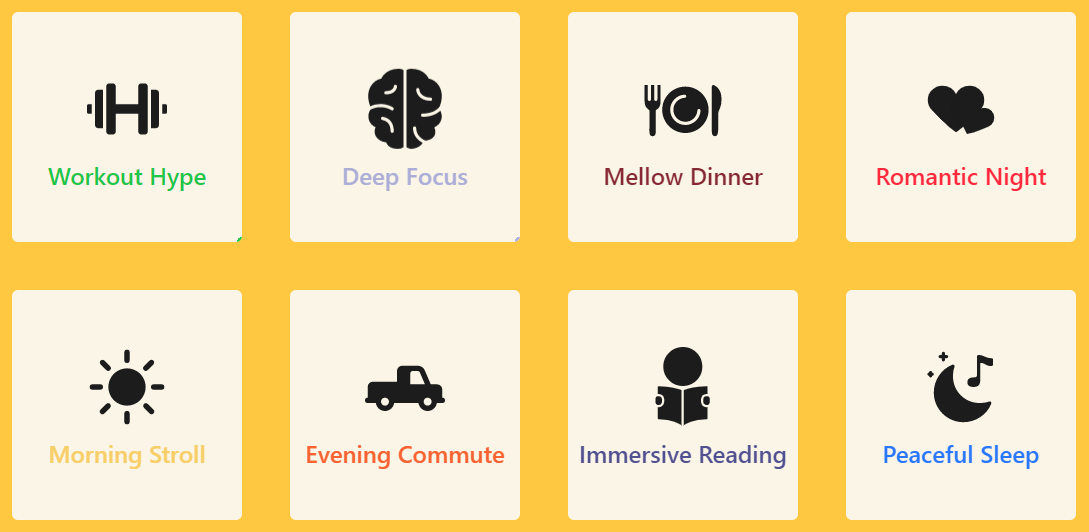 Workout Hype
Deep Focus
Mellow Dinner
Romantic Night
Morning Stroll
Evening Commute
Immersive Reading
Peaceful Sleep